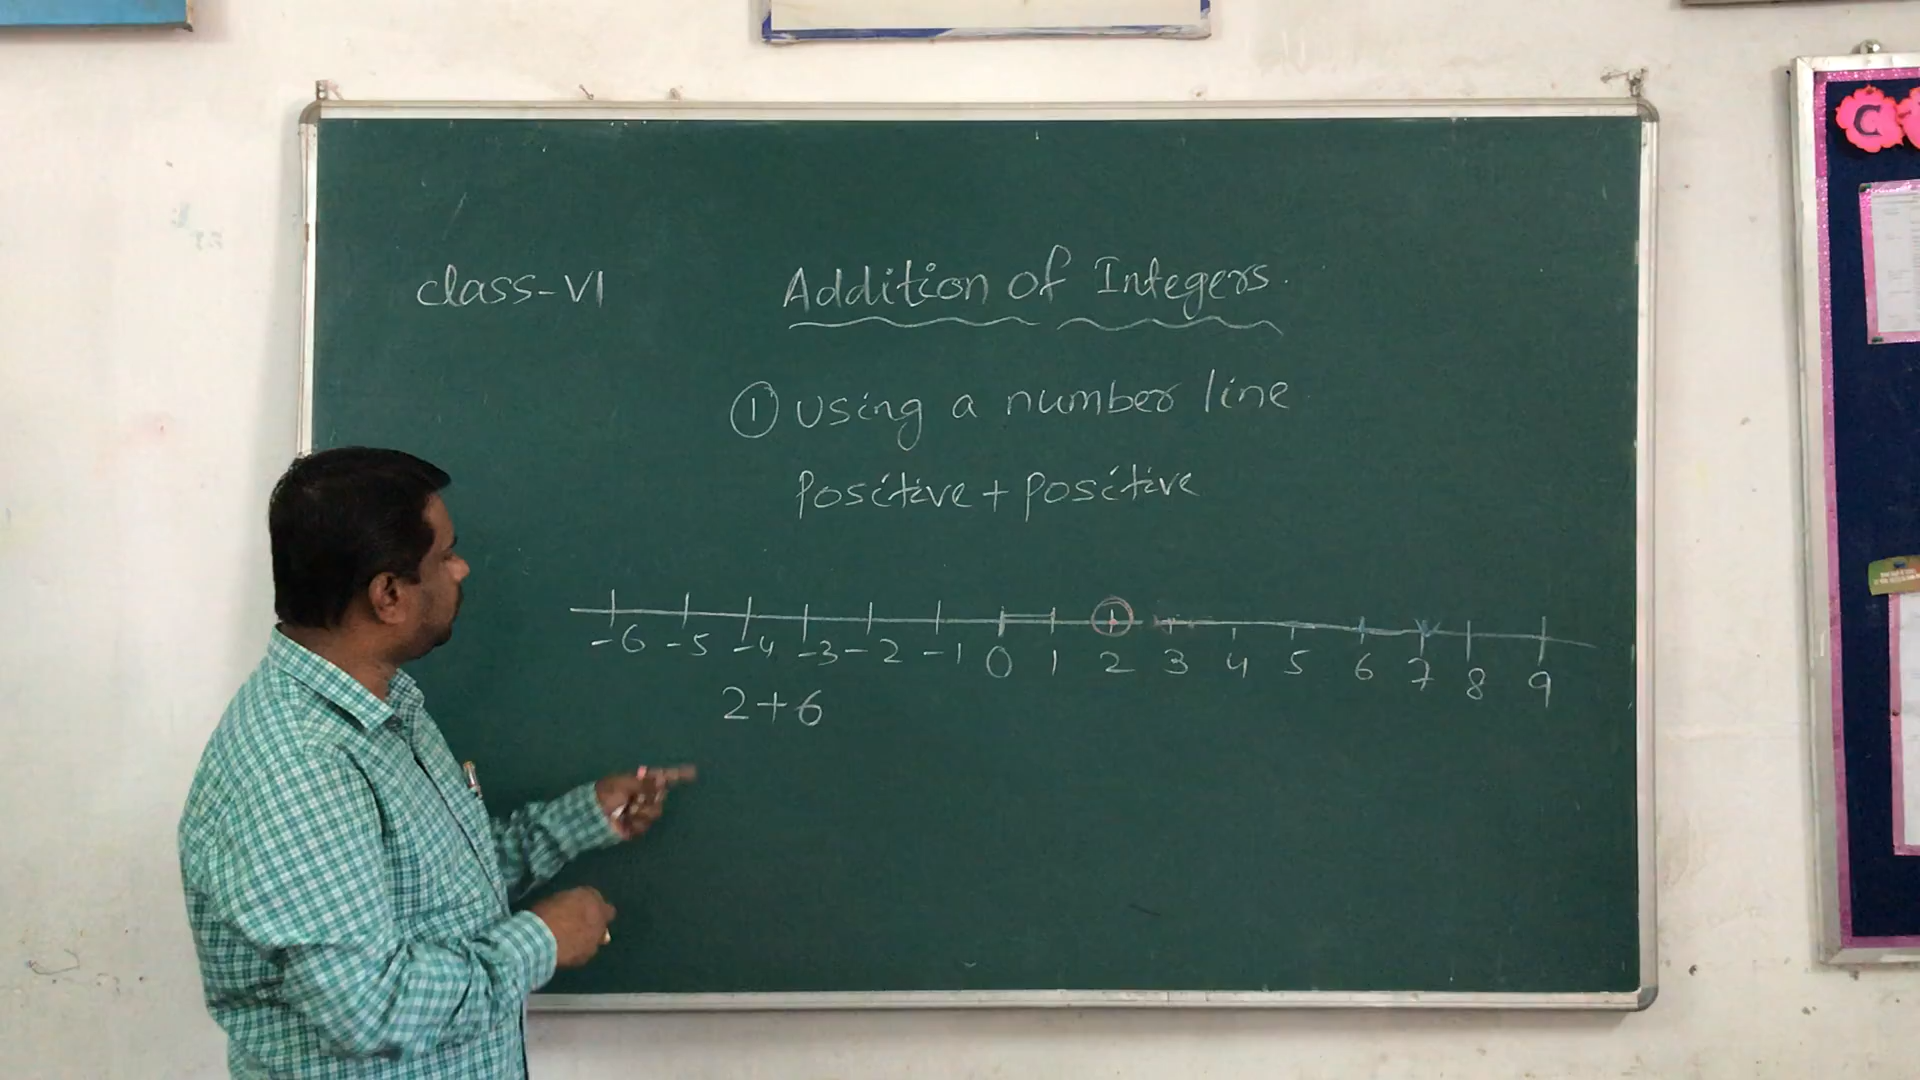 class-VI
Addition of Integers.
① using a number line
positive + positive
-6 -5 -4 -3 -2 -1 0 1 2 3 4 5 6 7 8 9
2+6
C